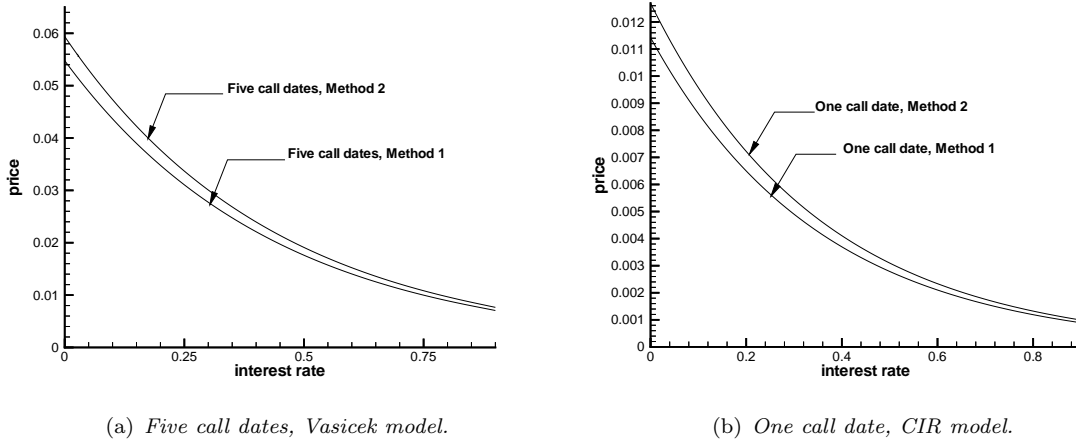 0.06
0.05
0.04
0.03
0.02
0.01
0
price
Five call dates, Method 2
Five call dates, Method 1
0
0.25
0.5
0.75
interest rate
(a) Five call dates, Vasicek model.
0.012
0.011
0.010
0.009
0.008
0.007
0.006
0.005
0.004
0.003
0.002
0.001
0
price
One call date, Method 2
One call date, Method 1
0
0.2
0.4
0.6
0.8
interest rate
(b) One call date, CIR model.